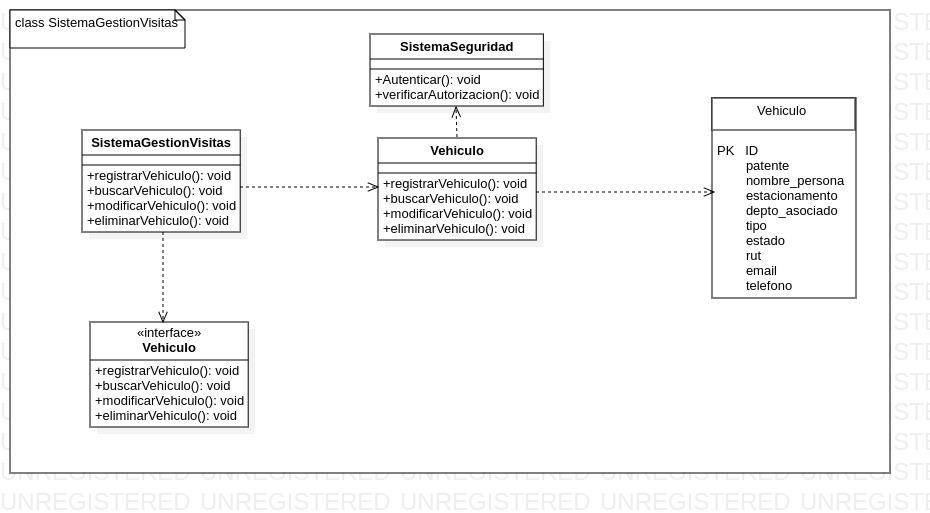 class SistemaGestionVisitas
SistemaSeguridad
+Autenticar(): void
+verificarAutorizacion(): void
SistemaGestionVisitas
+registrarVehiculo(): void
+buscarVehiculo(): void
+modificarVehiculo(): void
+eliminarVehiculo(): void
Vehiculo
+registrarVehiculo(): void
+buscarVehiculo(): void
+modificarVehiculo(): void
+eliminarVehiculo(): void
Vehiculo
PK ID
patente
nombre_persona
estacionamento
depto_asociado
tipo
estado
rut
email
telefono
«interface»
Vehiculo
+registrarVehiculo(): void
+buscarVehiculo(): void
+modificarVehiculo(): void
+eliminarVehiculo(): void
UNREGISTERED UNREGISTERED UNREGISTERED UNREGISTERED UNREGISTE